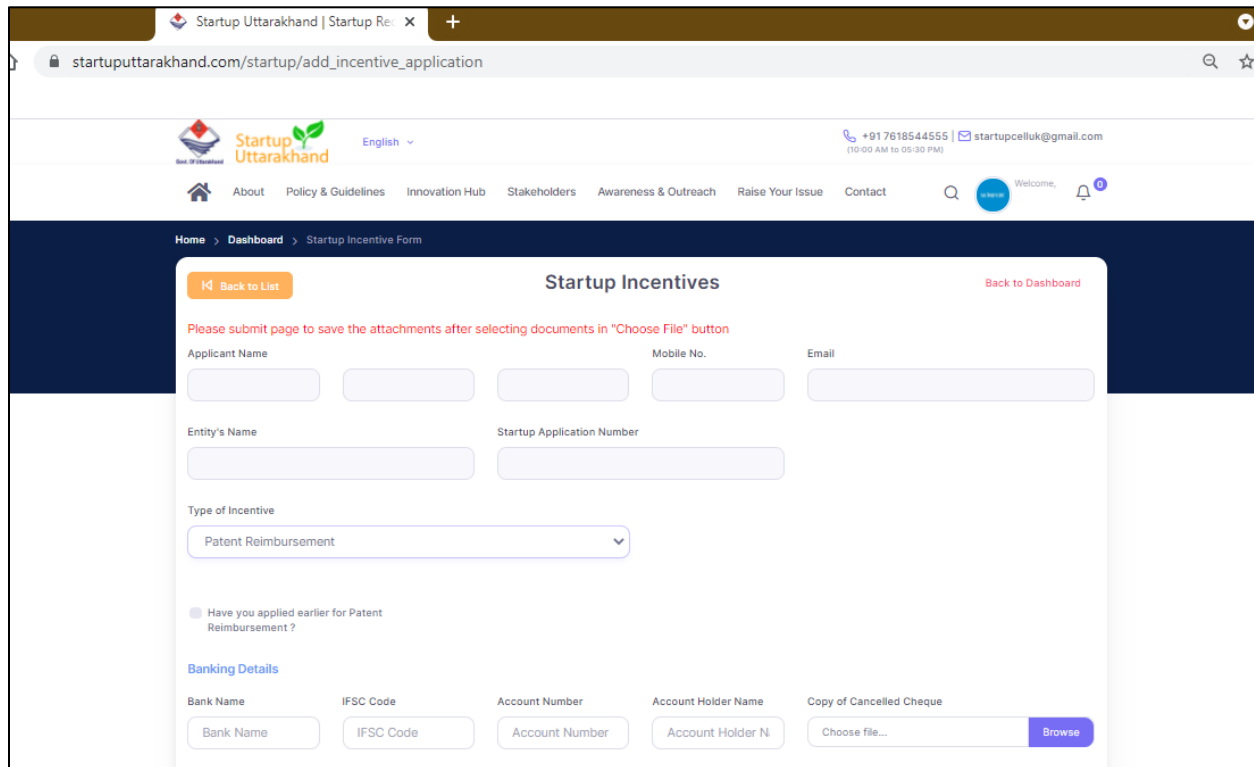 Startup Uttarakhand | Startup Rec
startuputtarakhand.com/startup/add_incentive_application
Govt. Of Uttarakhand
Startup
Uttarakhand
English
+91 7618544555 | startupcelluk@gmail.com
(10:00 AM to 05:30 PM)
About Policy & Guidelines Innovation Hub Stakeholders Awareness & Outreach Raise Your Issue Contact
Welcome,
0
Home > Dashboard > Startup Incentive Form
Back to List
Startup Incentives
Back to Dashboard
Please submit page to save the attachments after selecting documents in "Choose File" button
Applicant Name Mobile No. Email
Entity's Name Startup Application Number
Type of Incentive
Patent Reimbursement
Have you applied earlier for Patent
Reimbursement ?
Banking Details
Bank Name IFSC Code Account Number Account Holder Name Copy of Cancelled Cheque
Bank Name IFSC Code Account Number Account Holder N Choose file... Browse